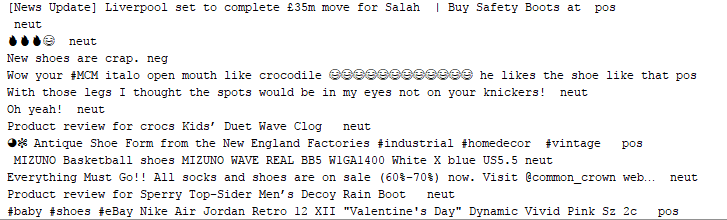 [News Update] Liverpool set to complete £35m move for Salah | Buy Safety Boots at pos
neut
🔥🔥🔥😂 neut
New shoes are crap. neg
Wow your #MCM italo open mouth like crocodile 😂😂😂😂😂😂😂😂😂😂😂😂 he likes the shoe like that pos
With those legs I thought the spots would be in my eyes not on your knickers! neut
Oh yeah! neut
Product review for crocs Kids’ Duet Wave Clog neut
Antique Shoe Form from the New England Factories #industrial #homedecor #vintage pos
MIZUNO Basketball shoes MIZUNO WAVE REAL BB5 W1GA1400 White X blue US5.5 neut
Everything Must Go!! All socks and shoes are on sale (60%-70%) now. Visit @common_crown web… neut
Product review for Sperry Top-Sider Men’s Decoy Rain Boot neut
#baby #shoes #eBay Nike Air Jordan Retro 12 XII "Valentine's Day" Dynamic Vivid Pink Sz 2c pos